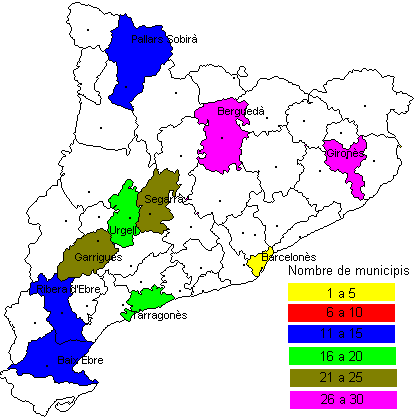 Pallars Sobirà
Berguedà
Gironès
Segarra
Urgell
Garrigues
Barcelonès
Ribera d'Ebre
Tarragonès
Baix Ebre
Nombre de municipis
1 a 5
6 a 10
11 a 15
16 a 20
21 a 25
26 a 30